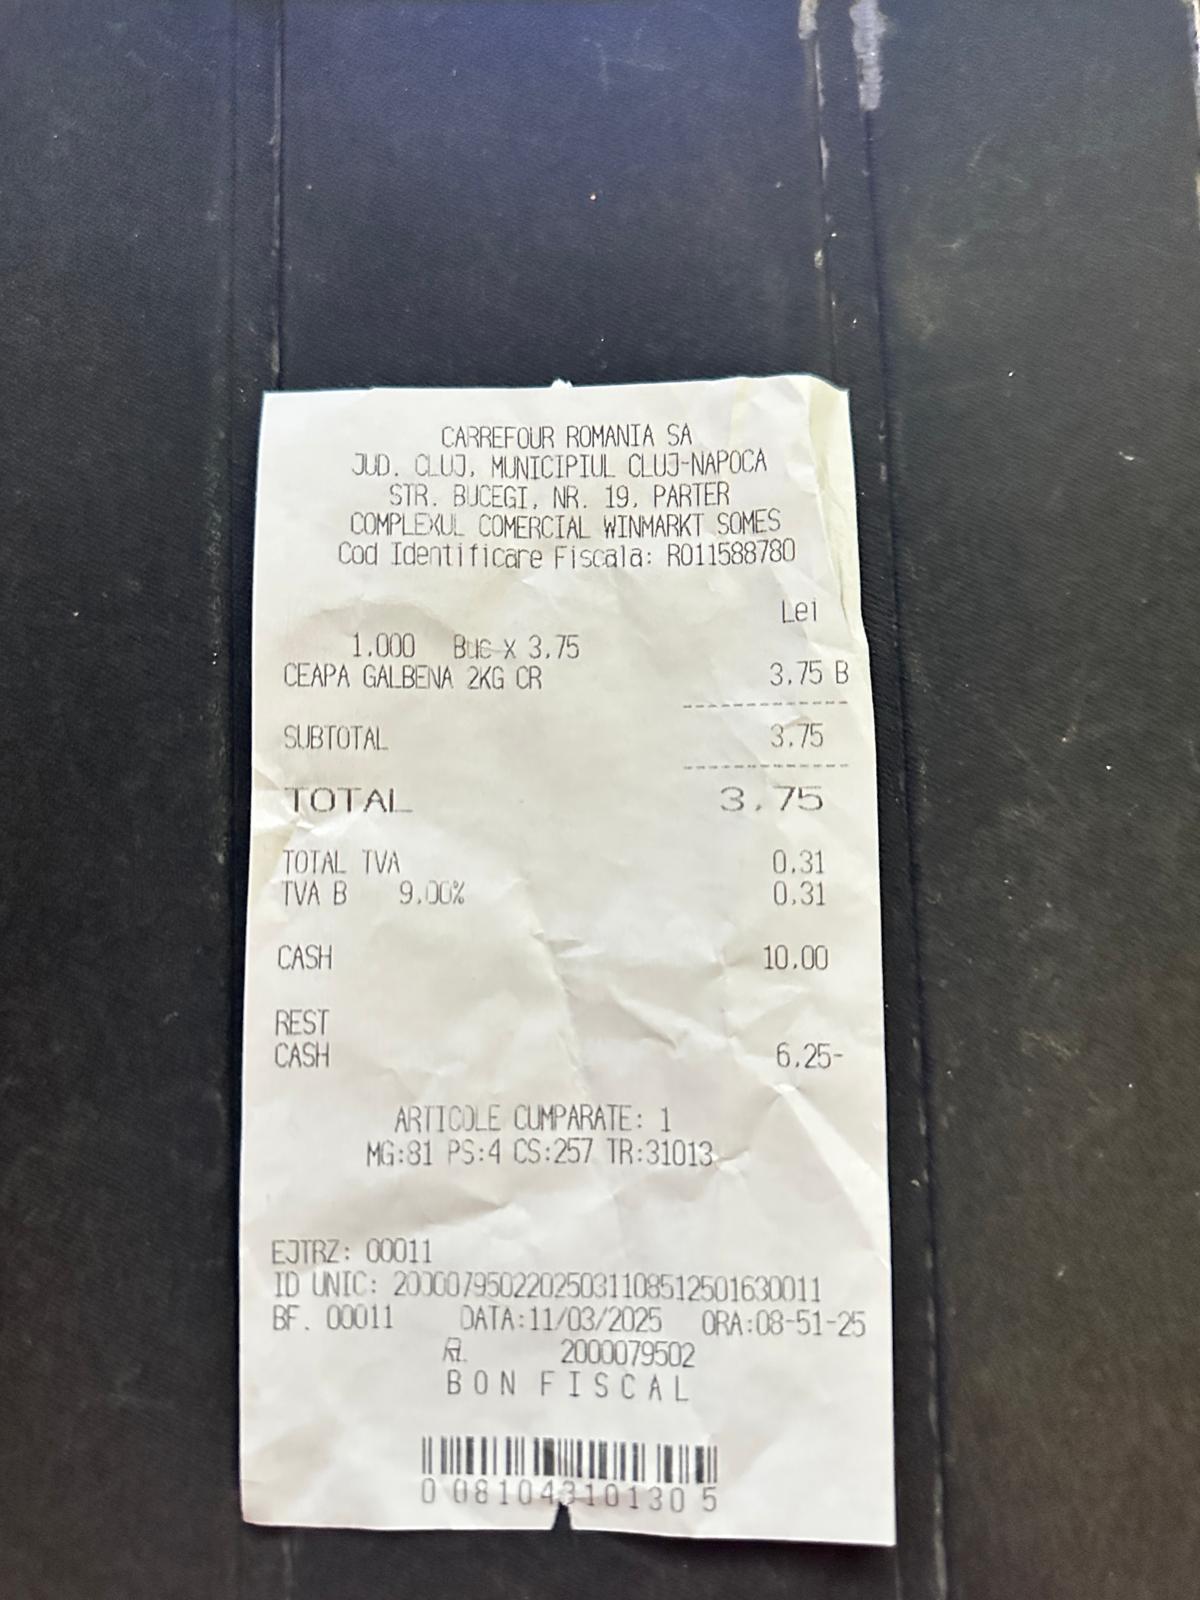 CARREFOUR ROMANIA SA
JUD. CLUJ, MUNICIPIUL CLUJ-NAPOCA
STR. BUCEGI, NR. 19, PARTER
COMPLEXUL COMERCIAL WINMARKT SOMES
Cod Identificare Fiscala: RO11588780
Lei
1.000 Buc x 3.75
CEAPA GALBENA 2KG CR 3.75 B
SUBTOTAL 3.75
TOTAL 3.75
TOTAL TVA 0.31
TVA B 9.00% 0.31
CASH 10.00
REST
CASH 6.25-
ARTICOLE CUMPARATE: 1
MG:81 PS:4 CS:257 TR:31013
EJTRZ: 00011
ID UNIC: 20000795022025031108512501630011
BF. 00011 DATA:11/03/2025 ORA:08-51-25
2000079502
BON FISCAL
0 08104310130 5